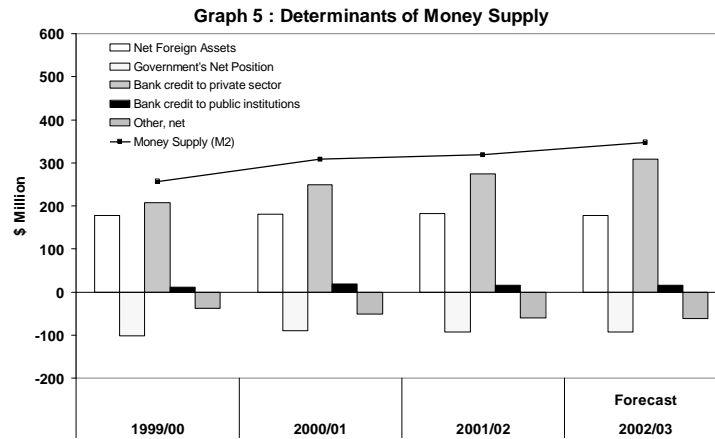 Graph 5 : Determinants of Money Supply
600
500
400
300
200
100
0
-100
-200
$ Million
Net Foreign Assets
Government's Net Position
Bank credit to private sector
Bank credit to public institutions
Other, net
Money Supply (M2)
Forecast
1999/00 2000/01 2001/02 2002/03